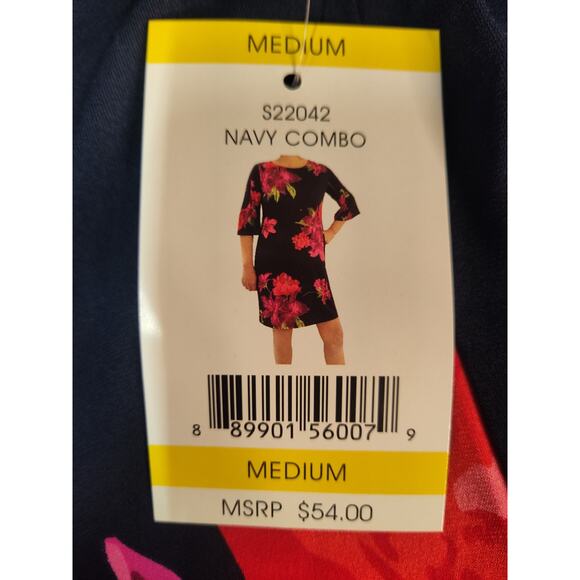 MEDIUM
S22042
NAVY COMBO
8 89901 56007 9
MEDIUM
MSRP $54.00